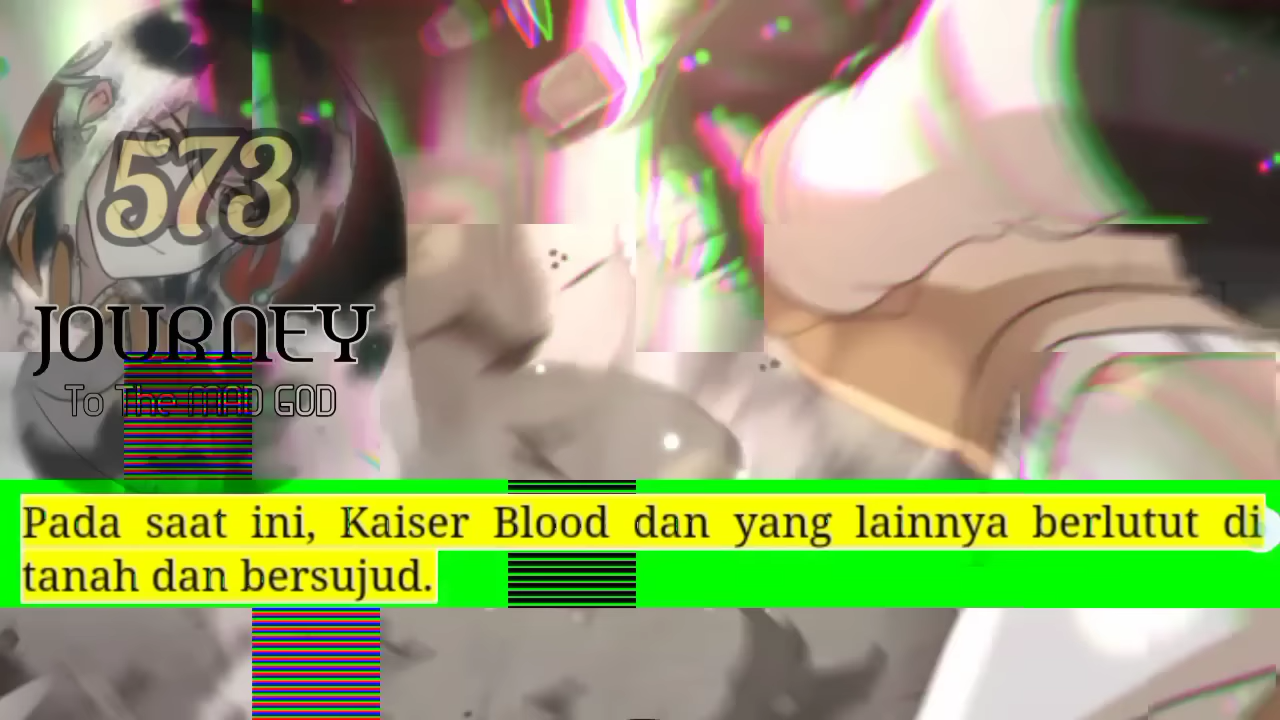 573
JOURNEY
To The MAD GOD
Pada saat ini, Kaiser Blood dan yang lainnya berlutut di
tanah dan bersujud.